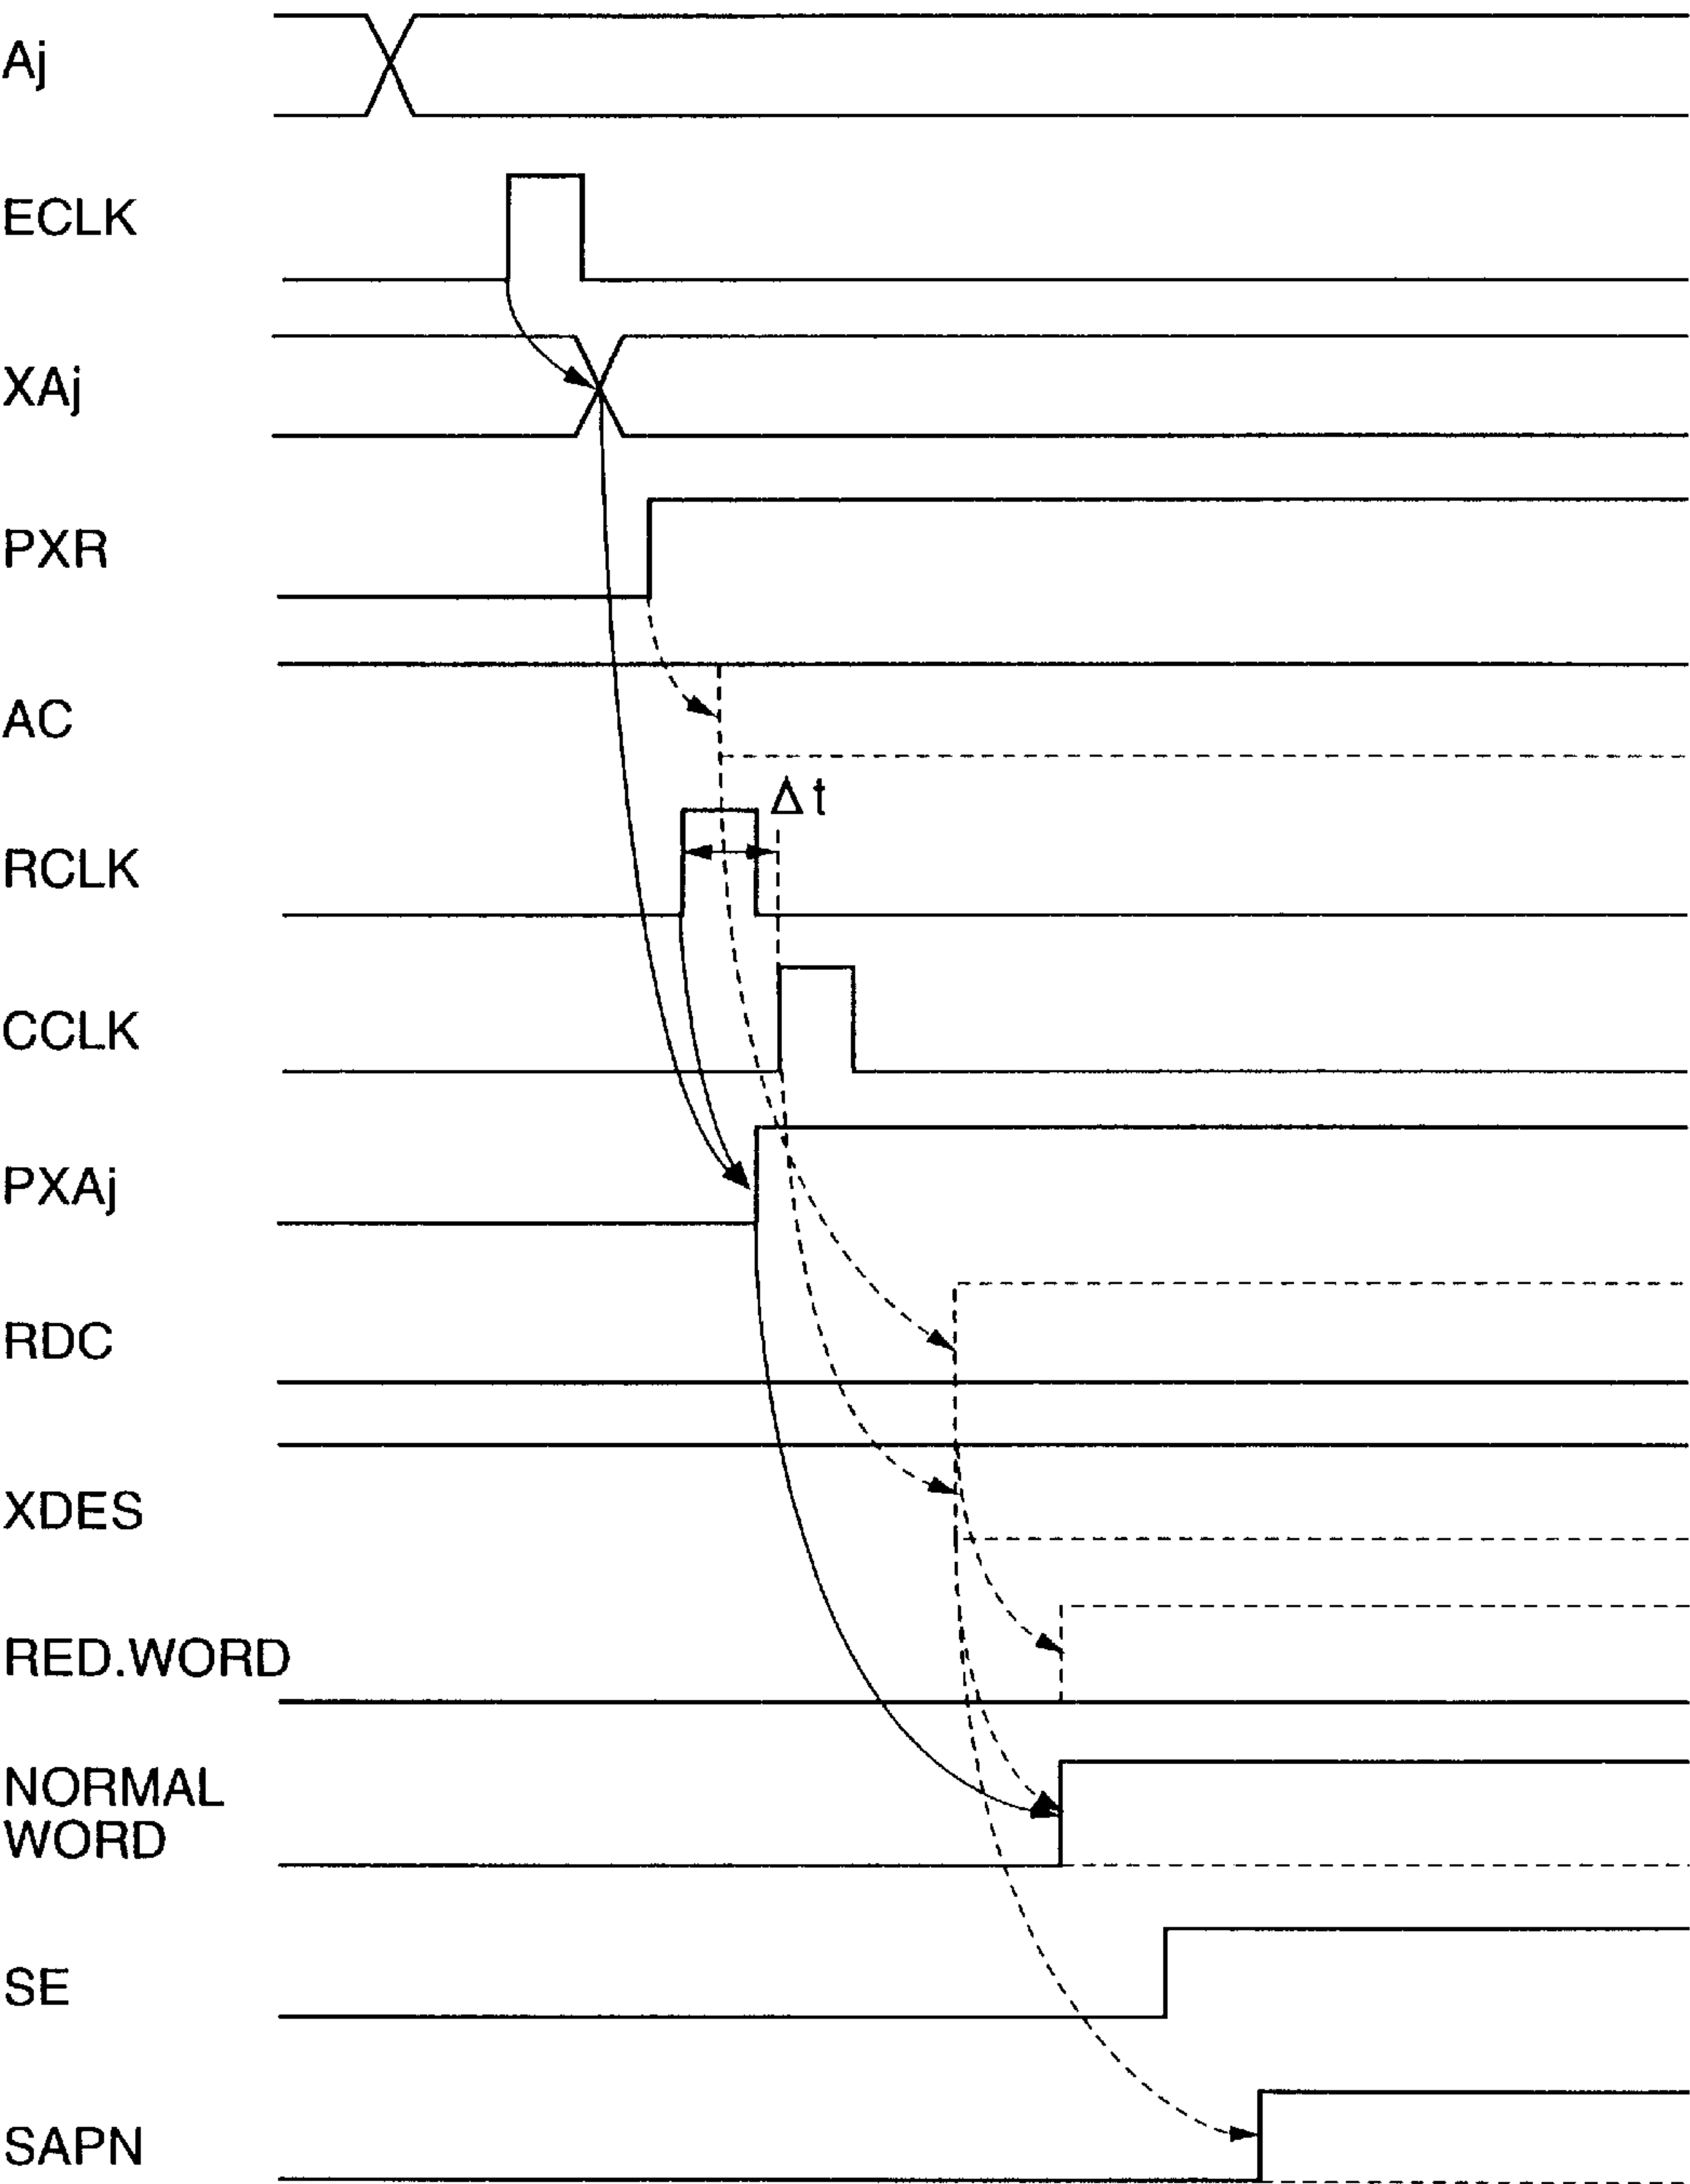 Aj
ECLK
XAj
PXR
AC
Δt
RCLK
CCLK
PXAj
RDC
XDES
RED.WORD
NORMAL
WORD
SE
SAPN